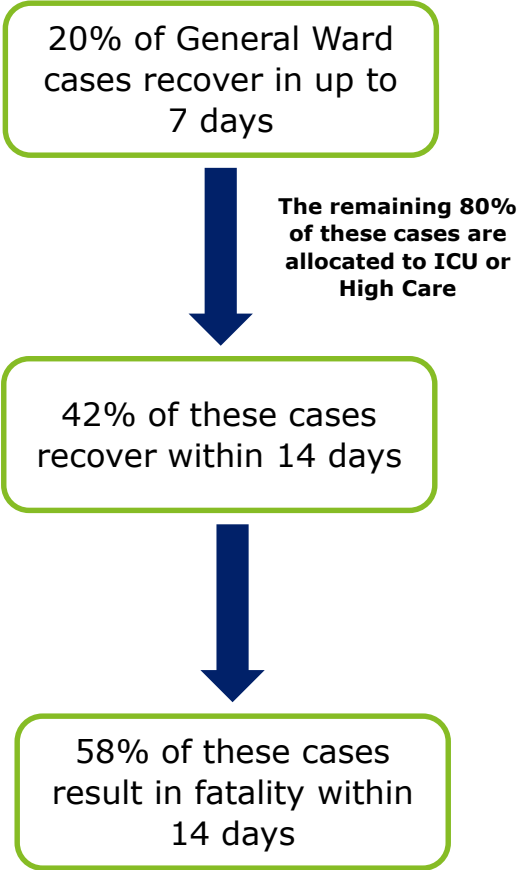 20% of General Ward
cases recover in up to
7 days
The remaining 80%
of these cases are
allocated to ICU or
High Care
42% of these cases
recover within 14 days
58% of these cases
result in fatality within
14 days